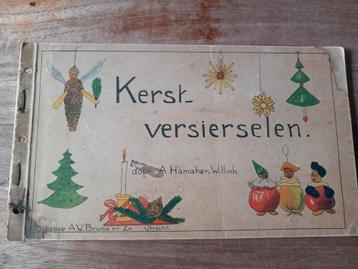 Kerst-
versierselen.
door A. Hamaker-Willink
Uitgave A.W. Bruna en Zn Utrecht